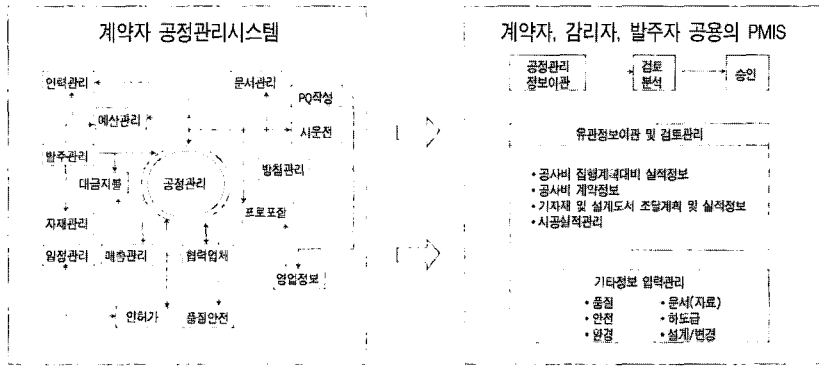 계약자 공정관리시스템
인력관리
문서관리
PQ작성
예산관리
시운전
발주관리
방침관리
대금지불
공정관리
프로포잘
자재관리
일정관리
매출관리
협력업체
영업정보
인허가
품질안전
계약자, 감리자, 발주자 공용의 PMIS
공정관리
정보이관
검토
분석
승인
유관정보이관 및 검토관리
• 공사비 집행계획대비 실적정보
• 공사비 계약정보
• 기자재 및 설계도서 조달계획 및 실적정보
• 시공실적관리
기타정보 입력관리
• 품질 • 문서(자료)
• 안전 • 하도급
• 환경 • 설계/변경